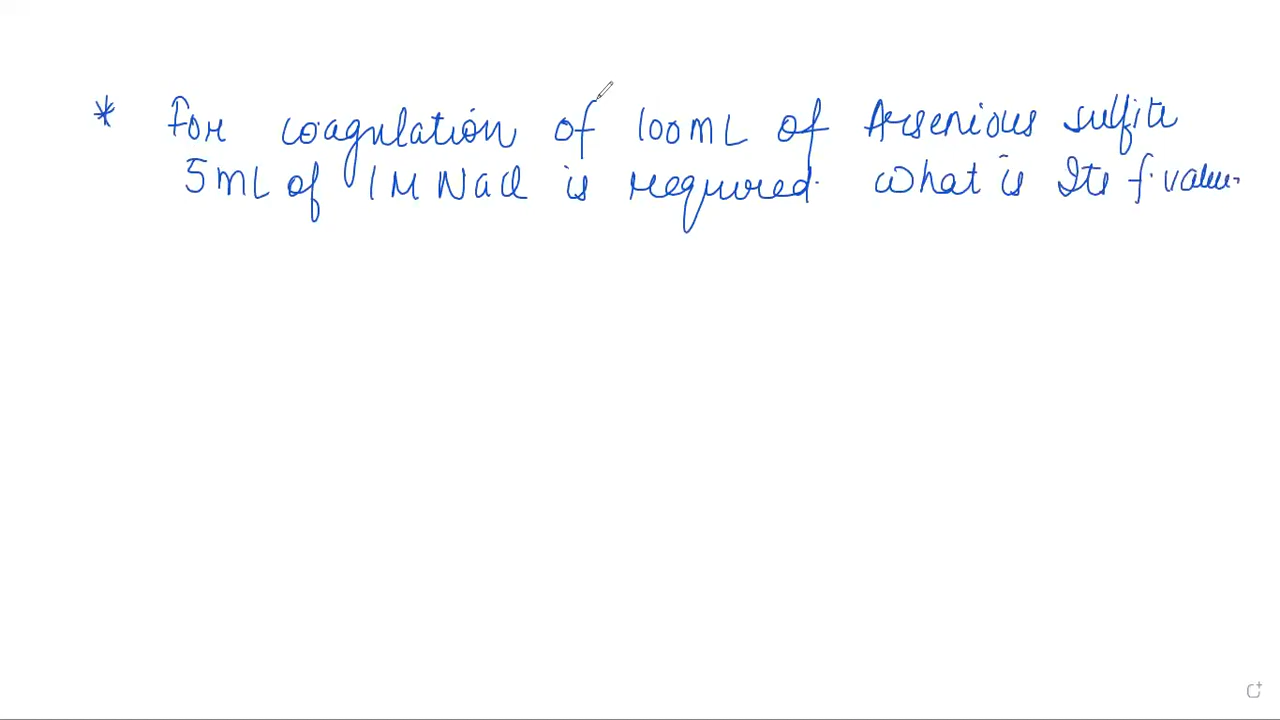 * For coagulation of 100mL of Arsenious sulfite
5mL of 1M NaCl is required. What is Its f.value.